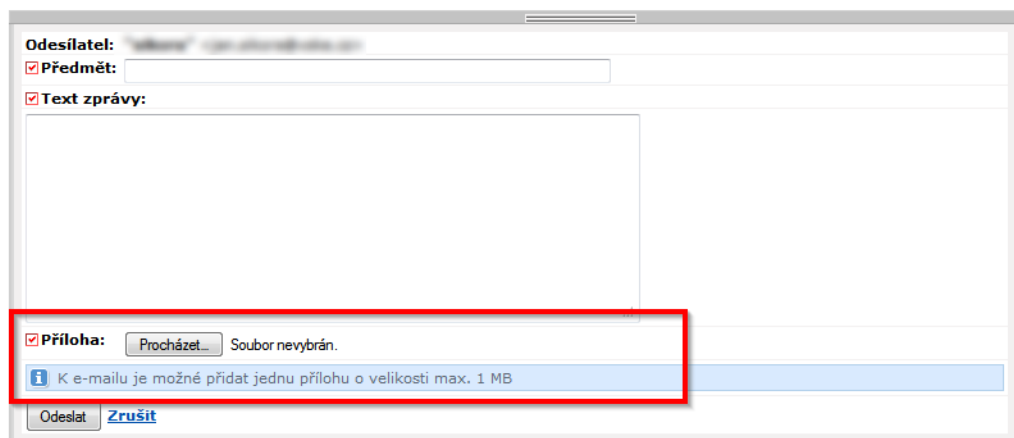 Odesílatel:
Předmět:
Text zprávy:
Příloha: Procházet... Soubor nevybrán.
K e-mailu je možné přidat jednu přílohu o velikosti max. 1 MB
Odeslat Zrušit